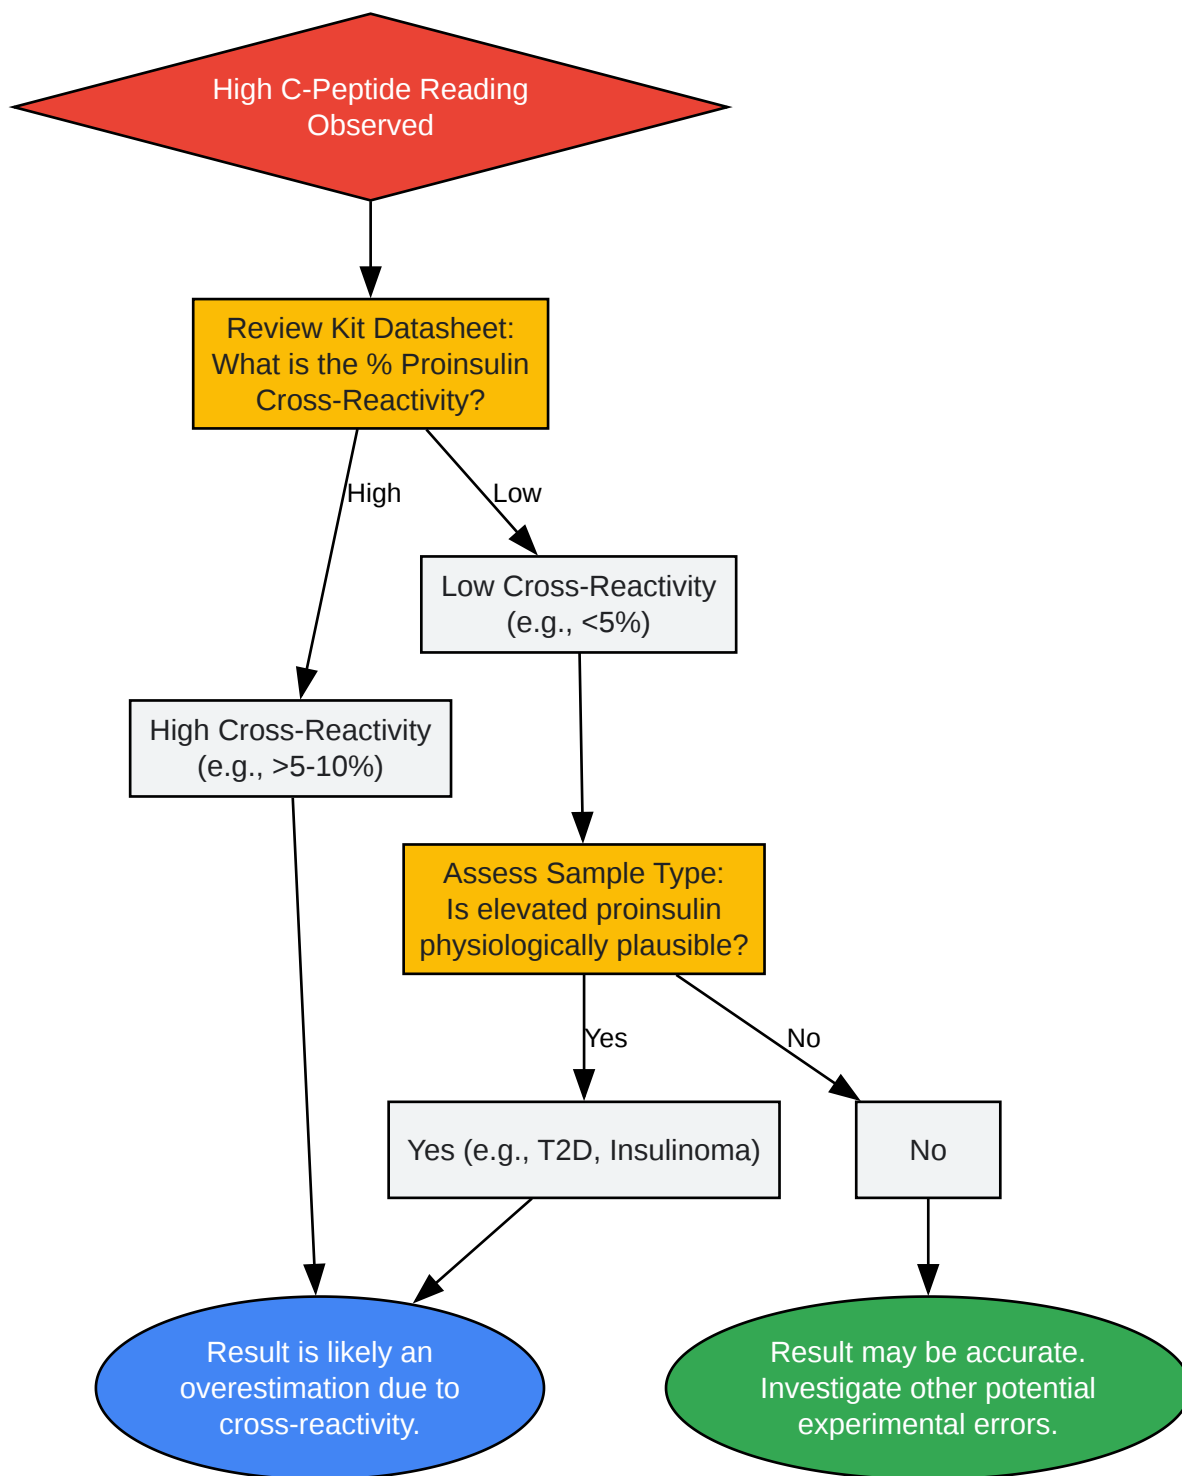 High C-Peptide Reading
Observed
Review Kit Datasheet:
What is the % Proinsulin
Cross-Reactivity?
High
Low
Low Cross-Reactivity
(e.g., <5%)
High Cross-Reactivity
(e.g., >5-10%)
Assess Sample Type:
Is elevated proinsulin
physiologically plausible?
Yes
No
Yes (e.g., T2D, Insulinoma)
No
Result is likely an
overestimation due to
cross-reactivity.
Result may be accurate.
Investigate other potential
experimental errors.